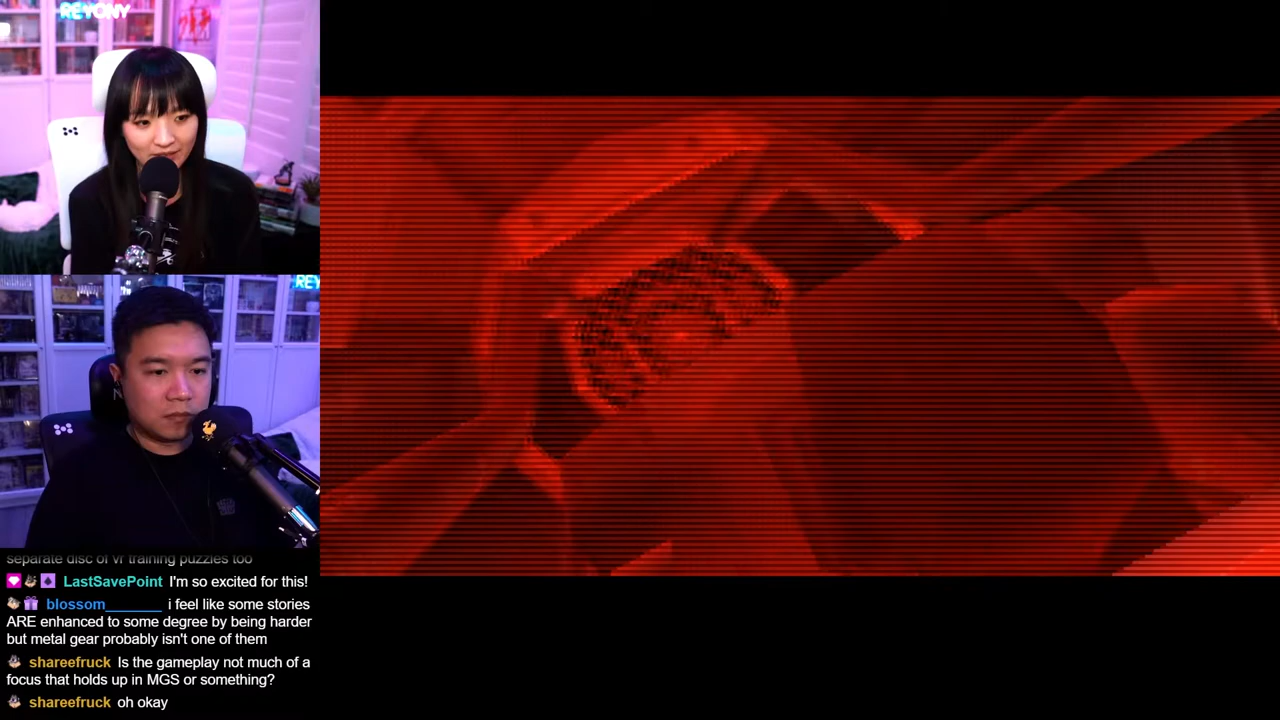 REYONY
REY
separate disc of vr training puzzles too
LastSavePoint I'm so excited for this!
blossom_______ i feel like some stories
ARE enhanced to some degree by being harder
but metal gear probably isn't one of them
shareefruck Is the gameplay not much of a
focus that holds up in MGS or something?
shareefruck oh okay